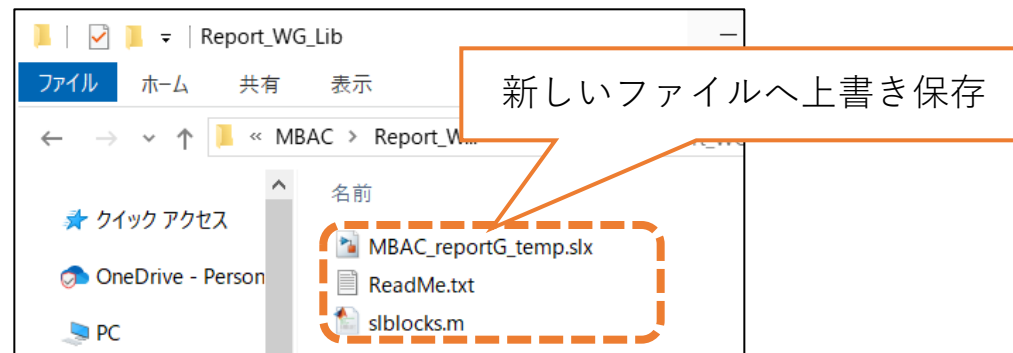 Report_WG_Lib
新しいファイルへ上書き保存
ファイル ホーム 共有 表示
« MBAC > Report_W...
名前
クイック アクセス
MBAC_reportG_temp.slx
OneDrive - Person
ReadMe.txt
PC
slblocks.m